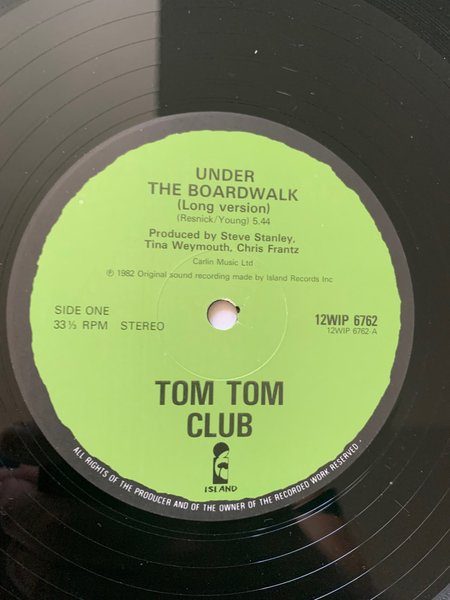 UNDER
THE BOARDWALK
(Long version)
(Resnick/Young) 5.44
Produced by Steve Stanley,
Tina Weymouth, Chris Frantz
Carlin Music Ltd
℗ 1982 Original sound recording made by Island Records Inc
SIDE ONE
33⅓ RPM STEREO
12WIP 6762
12WIP 6762-A
TOM TOM
CLUB
ISLAND
ALL RIGHTS OF THE PRODUCER AND OF THE OWNER OF THE RECORDED WORK RESERVED ·